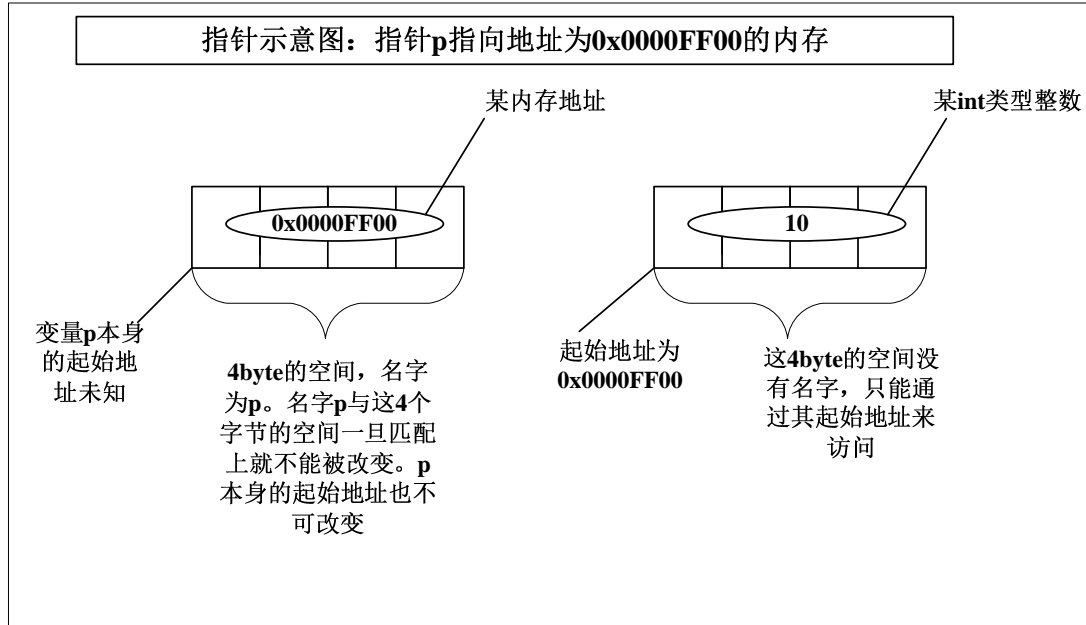 指针示意图：指针p指向地址为0x0000FF00的内存
某内存地址
某int类型整数
0x0000FF00
10
变量p本身
的起始地
址未知
4byte的空间，名字
为p。名字p与这4个
字节的空间一旦匹配
上就不能被改变。p
本身的起始地址也不
可改变
起始地址为
0x0000FF00
这4byte的空间没
有名字，只能通
过其起始地址来
访问